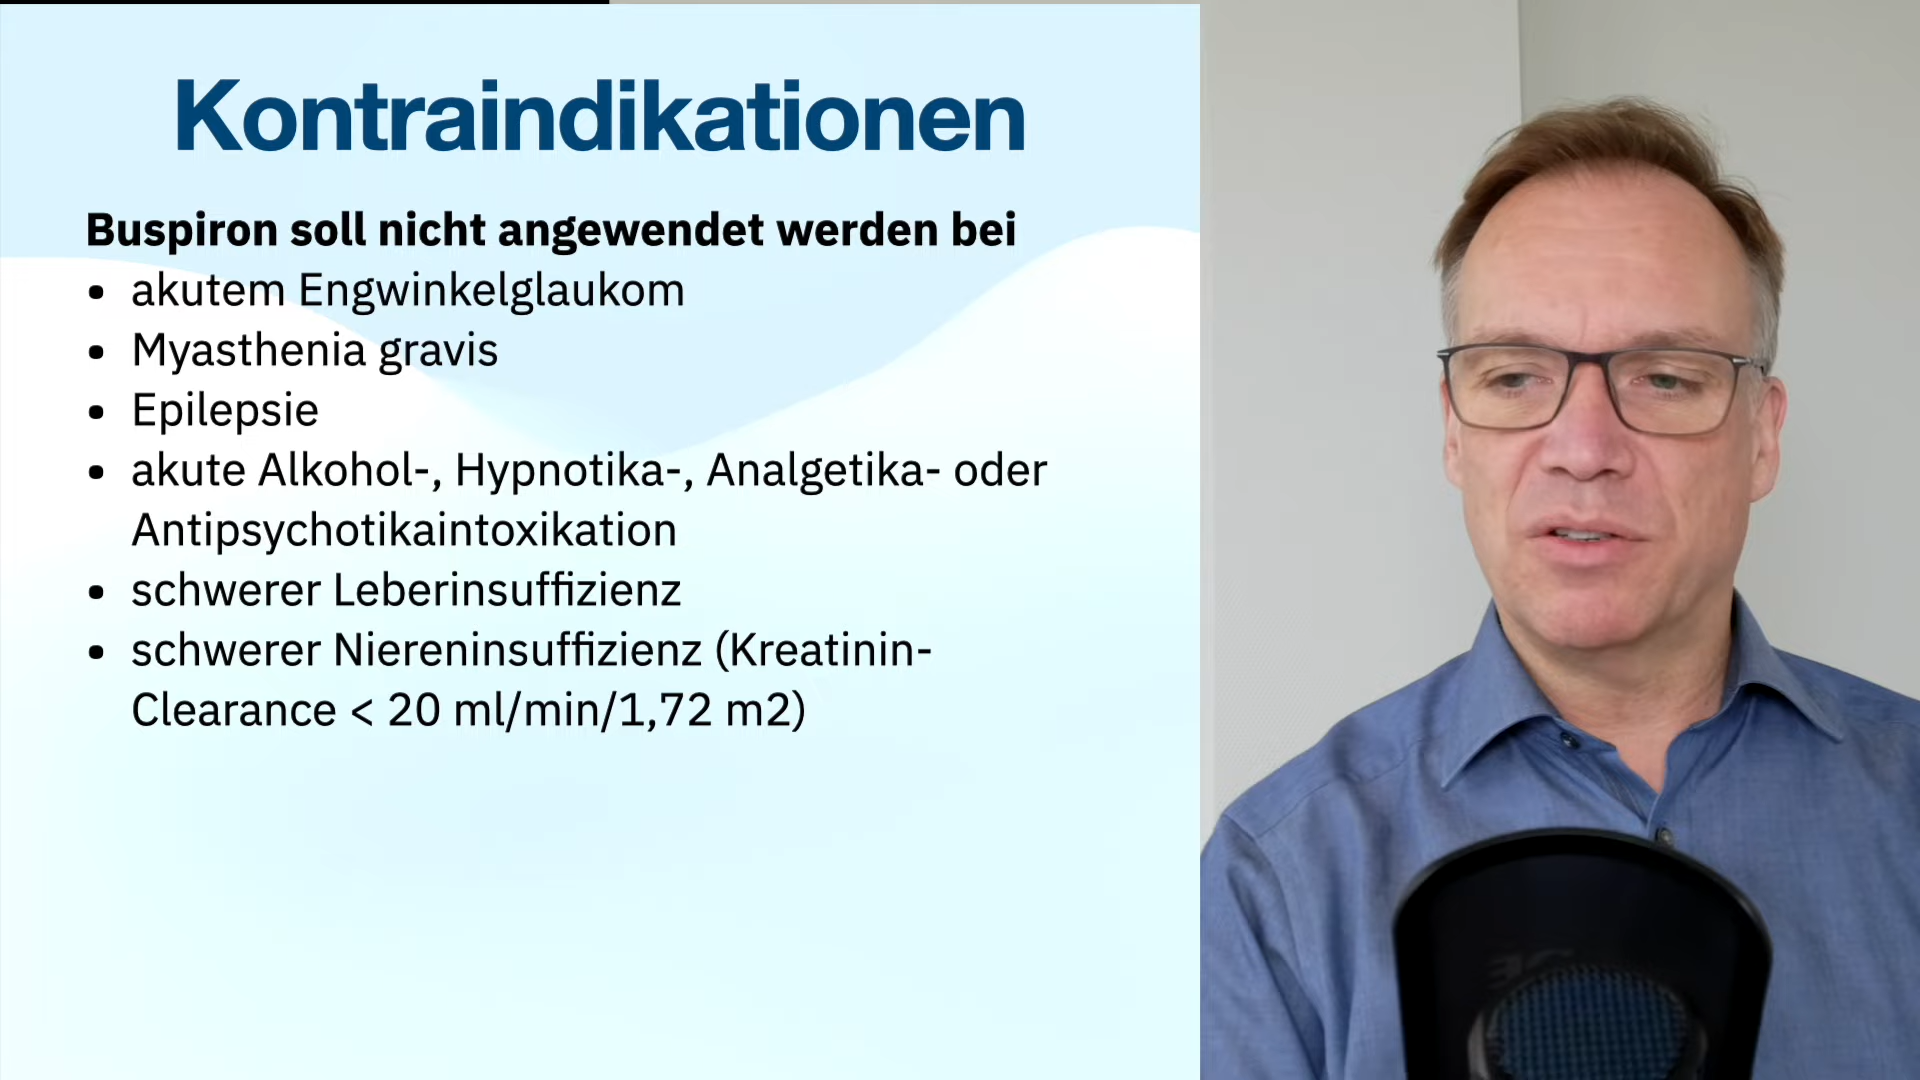 Kontraindikationen
Buspiron soll nicht angewendet werden bei
• akutem Engwinkelglaukom
• Myasthenia gravis
• Epilepsie
• akute Alkohol-, Hypnotika-, Analgetika- oder
Antipsychotikaintoxikation
• schwerer Leberinsuffizienz
• schwerer Niereninsuffizienz (Kreatinin-
Clearance < 20 ml/min/1,72 m2)